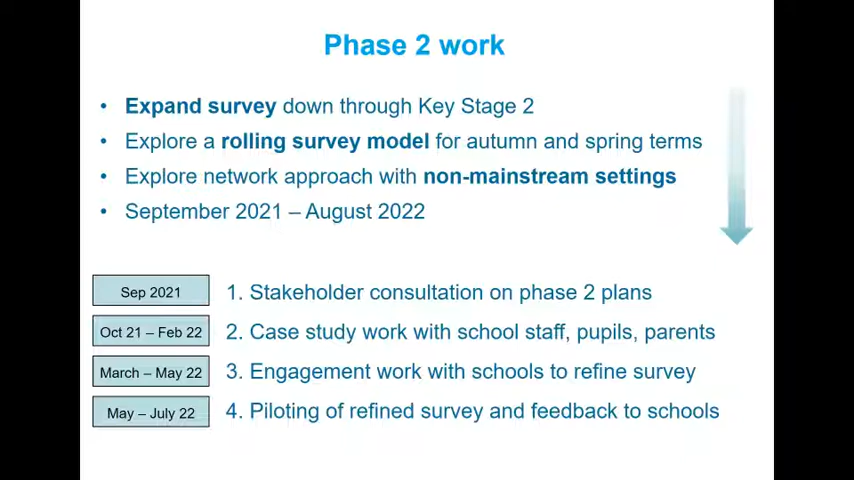 Phase 2 work
• Expand survey down through Key Stage 2
• Explore a rolling survey model for autumn and spring terms
• Explore network approach with non-mainstream settings
• September 2021 – August 2022
Sep 2021 1. Stakeholder consultation on phase 2 plans
Oct 21 – Feb 22 2. Case study work with school staff, pupils, parents
March – May 22 3. Engagement work with schools to refine survey
May – July 22 4. Piloting of refined survey and feedback to schools